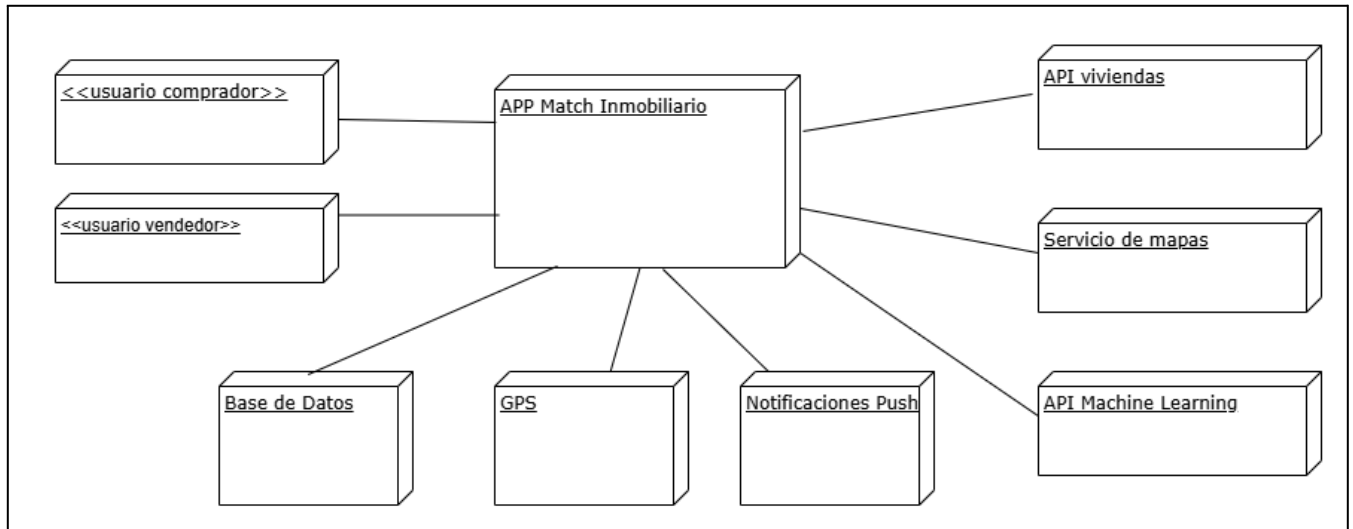 <<usuario comprador>>
APP Match Inmobiliario
API viviendas
<<usuario vendedor>>
Servicio de mapas
Base de Datos
GPS
Notificaciones Push
API Machine Learning